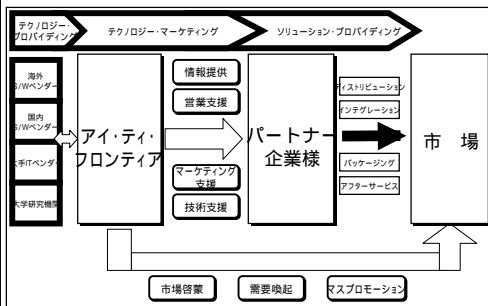 テクノロジー・
プロバイディング
テクノロジー・マーケティング
ソリューション・プロバイディング
海外
S/Wベンダー
国内
S/Wベンダー
大手ITベンダー
大学研究機関
アイ・ティ・
フロンティア
情報提供
営業支援
マーケティング
支援
技術支援
パートナー
企業様
ディストリビューション
インテグレーション
パッケージング
アフターサービス
市 場
市場啓蒙
需要喚起
マスプロモーション